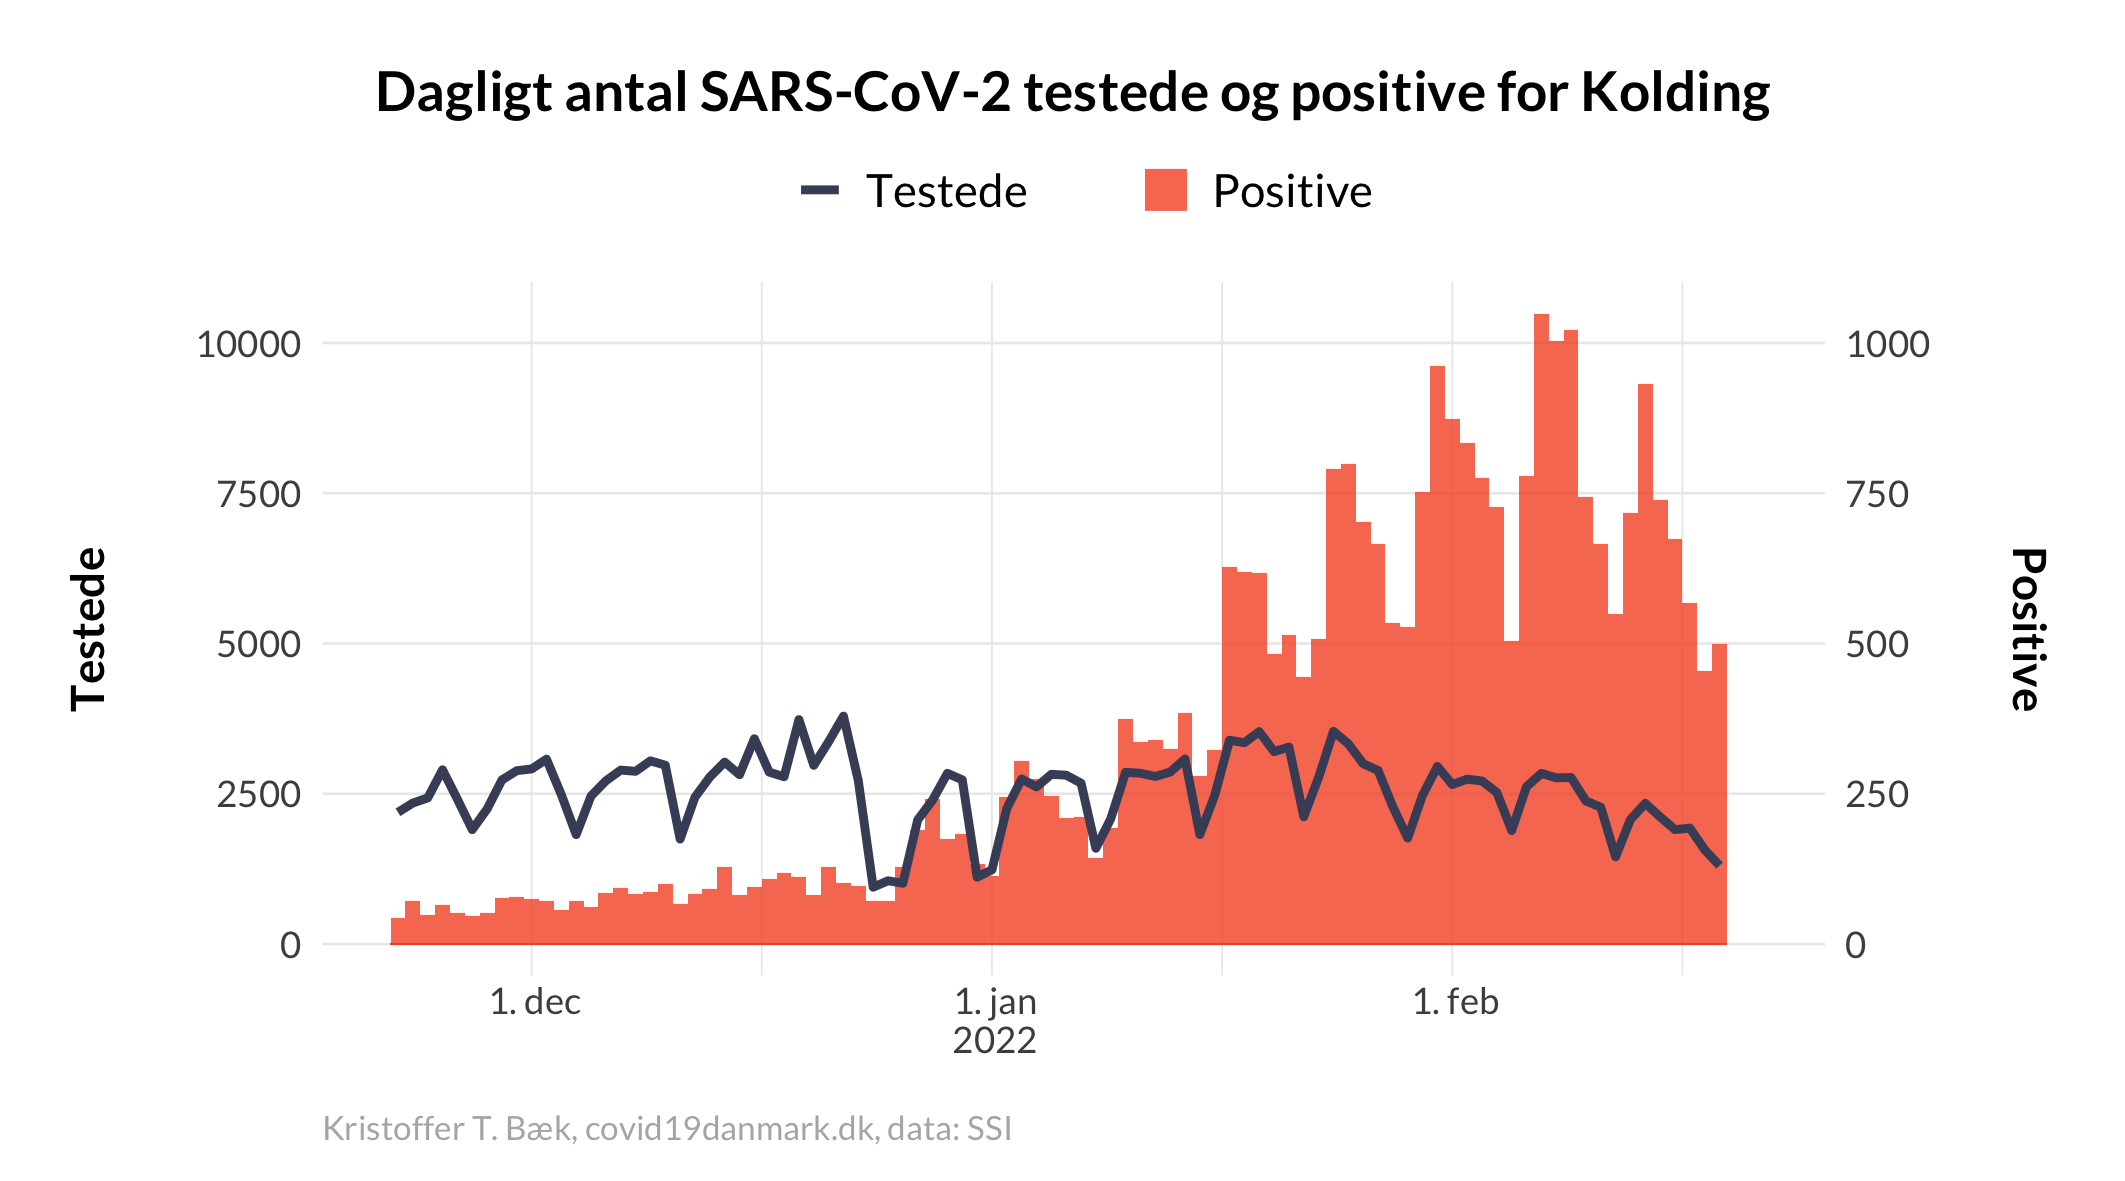 Dagligt antal SARS-CoV-2 testede og positive for Kolding
Testede
Positive
Testede
10000
7500
5000
2500
0
1000
750
500
250
0
Positive
1. dec
1. jan
2022
1. feb
Kristoffer T. Bæk, covid19danmark.dk, data: SSI